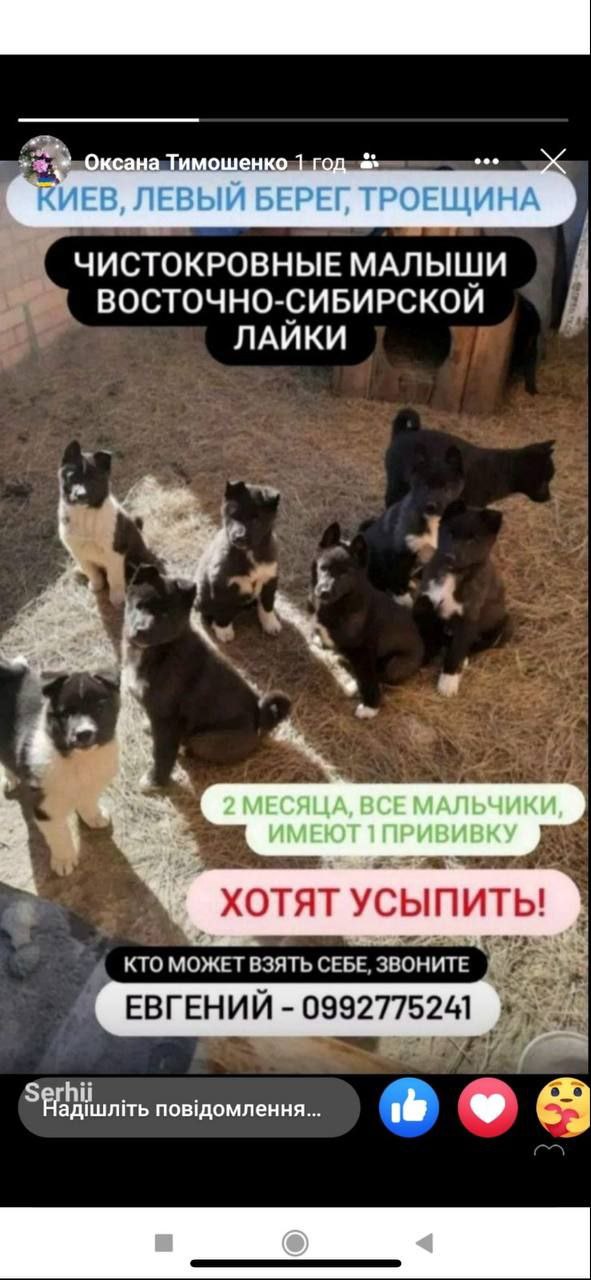 Оксана Тимошенко 1 год
КИЕВ, ЛЕВЫЙ БЕРЕГ, ТРОЕЩИНА
ЧИСТОКРОВНЫЕ МАЛЫШИ
ВОСТОЧНО-СИБИРСКОЙ
ЛАЙКИ
2 МЕСЯЦА, ВСЕ МАЛЬЧИКИ,
ИМЕЮТ 1 ПРИВИВКУ
ХОТЯТ УСЫПИТЬ!
КТО МОЖЕТ ВЗЯТЬ СЕБЕ, ЗВОНИТЕ
ЕВГЕНИЙ - 0992775241
Serhii
Надішліть повідомлення...